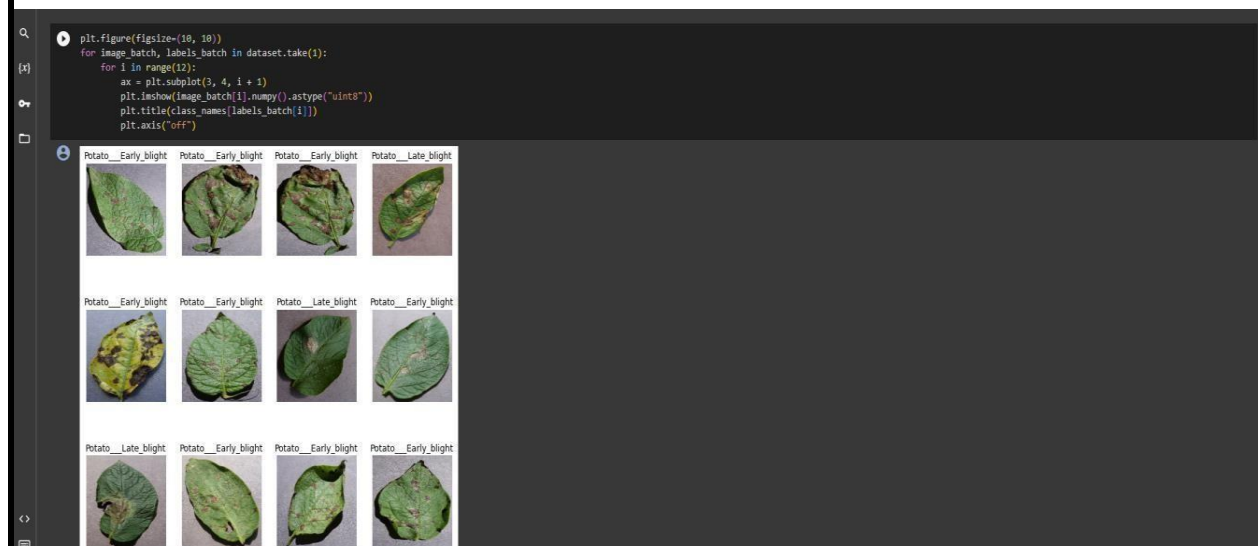 plt.figure(figsize=(10, 10))
for image_batch, labels_batch in dataset.take(1):
    for i in range(12):
        ax = plt.subplot(3, 4, i + 1)
        plt.imshow(image_batch[i].numpy().astype("uint8"))
        plt.title(class_names[labels_batch[i]])
        plt.axis("off")
{x}
Potato___Early_blight Potato___Early_blight Potato___Early_blight Potato___Late_blight
Potato___Early_blight Potato___Early_blight Potato___Late_blight Potato___Early_blight
Potato___Late_blight Potato___Early_blight Potato___Early_blight Potato___Early_blight